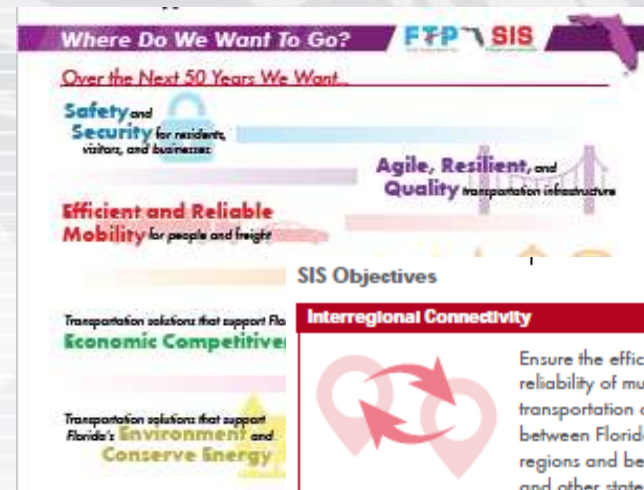 Where Do We Want To Go?
FTP SIS
Over the Next 50 Years We Want...
Safety and
Security for residents,
visitors, and businesses
Agile, Resilient, and
Quality transportation infrastructure
Efficient and Reliable
Mobility for people and freight
Transportation solutions that support Flo
Economic Competitive
Transportation solutions that support
Florida's Environment and
Conserve Energy
SIS Objectives
Interregional Connectivity
Ensure the effic
reliability of mu
transportation c
between Florid
regions and be
and other state